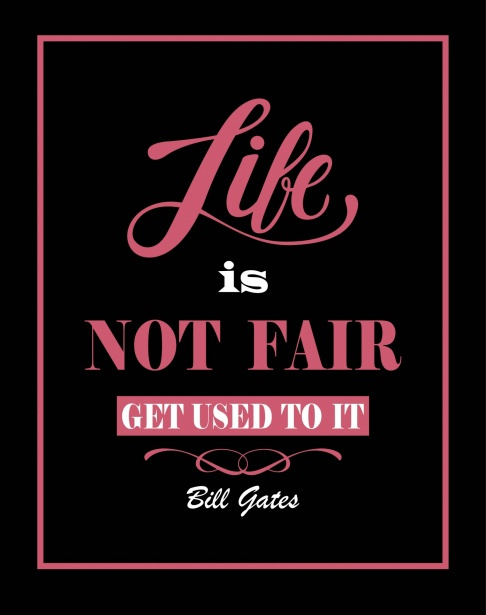 Life
is
NOT FAIR
GET USED TO IT
Bill Gates